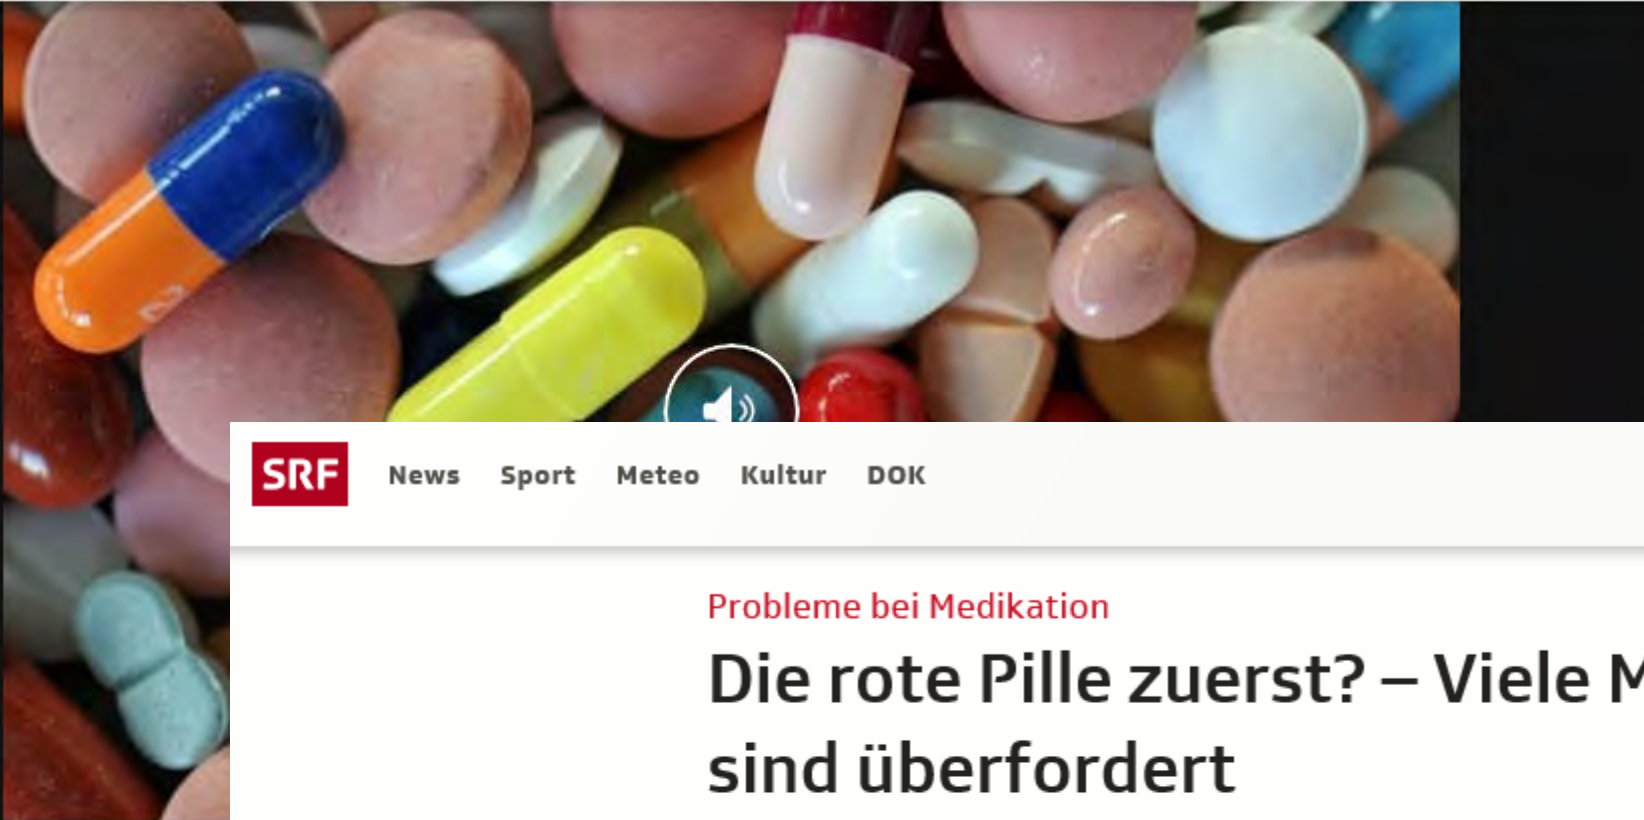 SRF
News Sport Meteo Kultur DOK
Probleme bei Medikation
Die rote Pille zuerst? – Viele M
sind überfordert